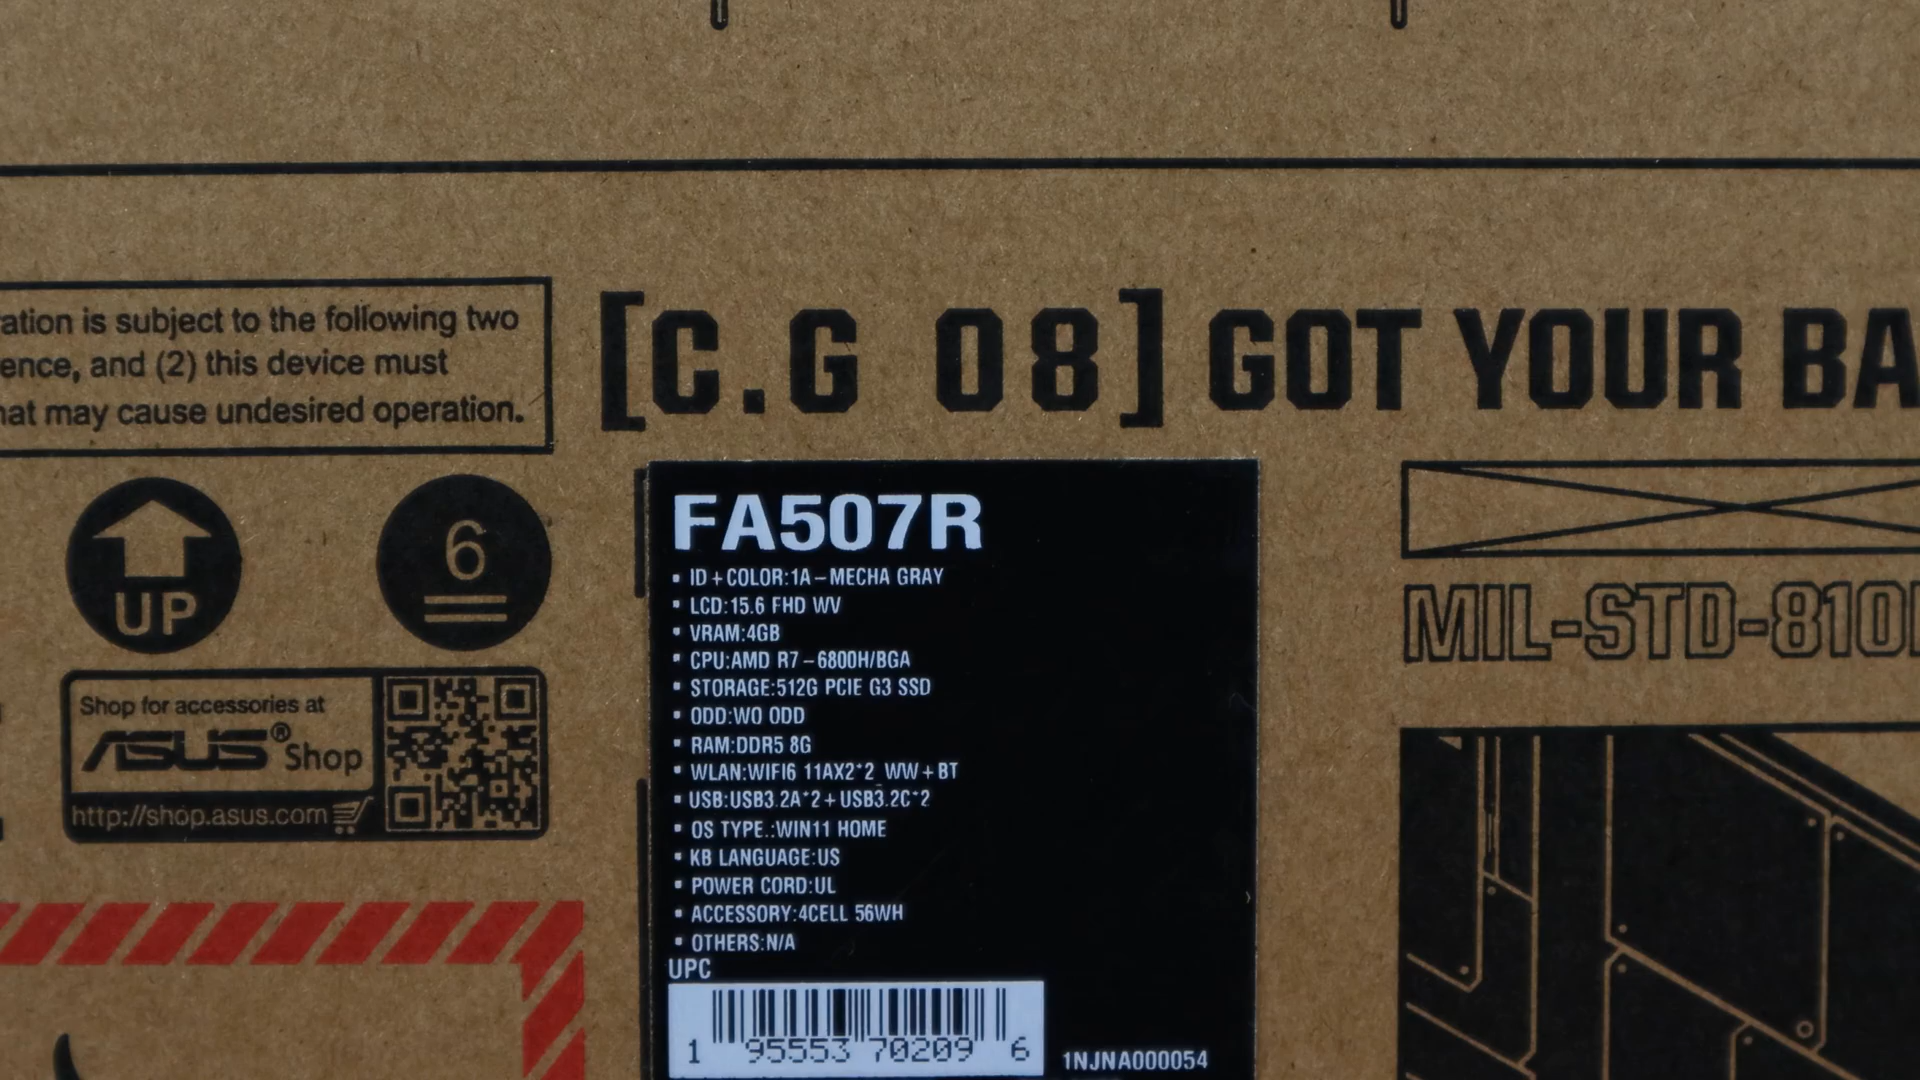 ation is subject to the following two
ence, and (2) this device must
hat may cause undesired operation.
[C.G 08] GOT YOUR BA
UP
6
Shop for accessories at
ASUS® Shop
http://shop.asus.com
FA507R
▪ ID+COLOR:1A–MECHA GRAY
▪ LCD:15.6 FHD WV
▪ VRAM:4GB
▪ CPU:AMD R7–6800H/BGA
▪ STORAGE:512G PCIE G3 SSD
▪ ODD:WO ODD
▪ RAM:DDR5 8G
▪ WLAN:WIFI6 11AX2*2 WW+BT
▪ USB:USB3.2A*2+USB3.2C*2
▪ OS TYPE.:WIN11 HOME
▪ KB LANGUAGE:US
▪ POWER CORD:UL
▪ ACCESSORY:4CELL 56WH
▪ OTHERS:N/A
UPC
1 95553 70209 6
1NJNA000054
MIL-STD-810